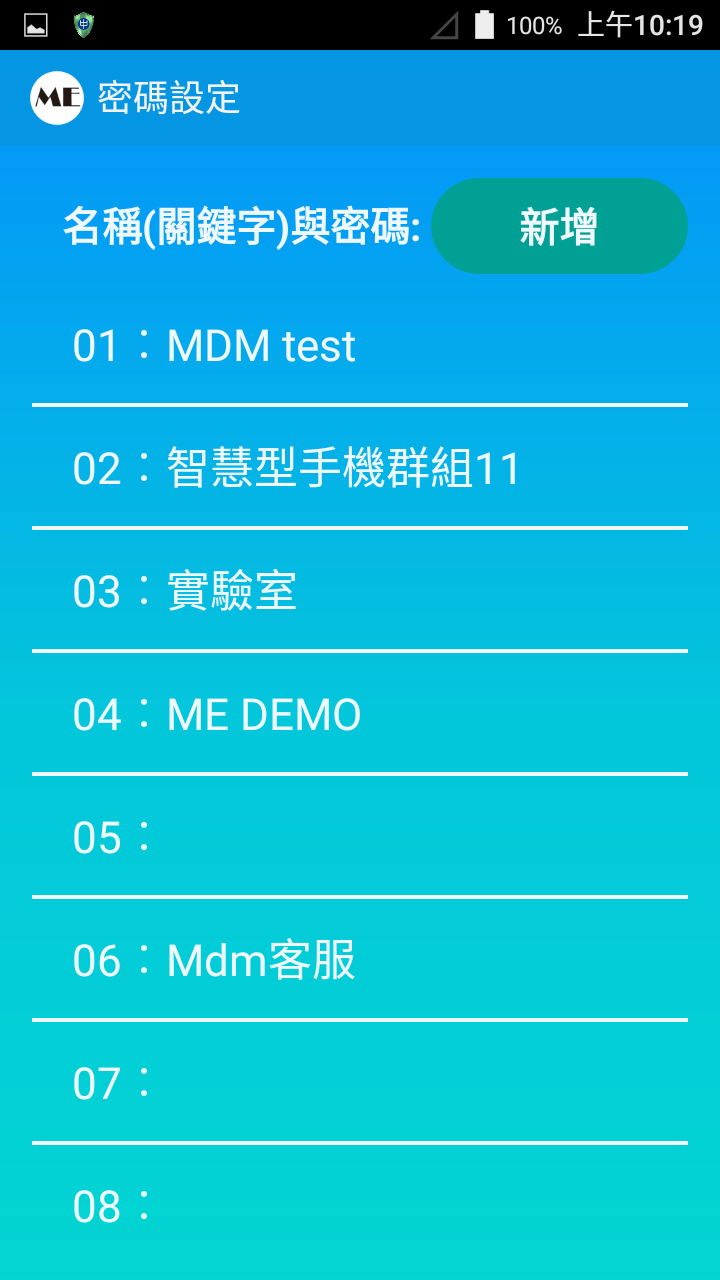 中 100% 上午10:19
ME 密碼設定
名稱(關鍵字)與密碼: 新增
01：MDM test
02：智慧型手機群組11
03：實驗室
04：ME DEMO
05：
06：Mdm客服
07：
08：